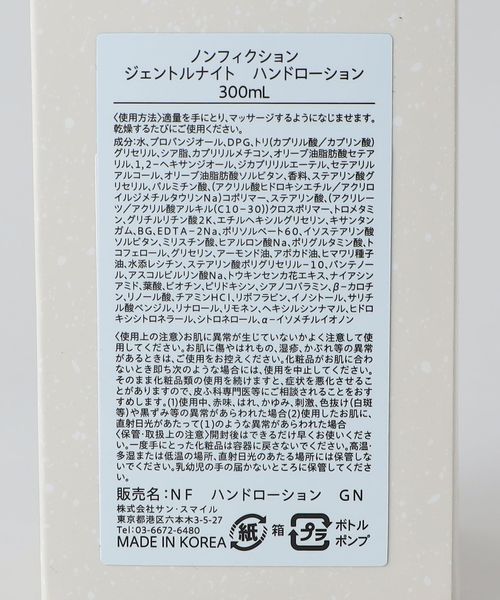 ノンフィクション
ジェントルナイト　ハンドローション
300mL
〈使用方法〉適量を手にとり、マッサージするようになじませます。
乾燥するたびにご使用ください。
成分:水、プロパンジオール、DPG、トリ(カプリル酸/カプリン酸)
グリセリル、シア脂、カプリリルメチコン、オリーブ油脂肪酸セテア
リル、1,2-ヘキサンジオール、ジカプリリルエーテル、セテアリル
アルコール、オリーブ油脂肪酸ソルビタン、香料、ステアリン酸グ
リセリル、パルミチン酸、(アクリル酸ヒドロキシエチル/アクリロ
イルジメチルタウリンNa)コポリマー、ステアリン酸、(アクリレー
ツ/アクリル酸アルキル(C10-30))クロスポリマー、トロメタミ
ン、グリチルリチン酸2K、エチルヘキシルグリセリン、キサンタン
ガム、BG、EDTA-2Na、ポリソルベート60、イソステアリン酸
ソルビタン、ミリスチン酸、ヒアルロン酸Na、ポリグルタミン酸、ト
コフェロール、グリセリン、アーモンド油、アボカド油、ヒマワリ種子
油、水添レシチン、ステアリン酸ポリグリセリル-10、パンテノー
ル、アスコルビルリン酸Na、トウキンセンカ花エキス、ナイアシン
アミド、葉酸、ビオチン、ピリドキシン、シアノコバラミン、β-カロチ
ン、リノール酸、チアミンHCl、リボフラビン、イノシトール、サリチ
ル酸ベンジル、リナロール、リモネン、ヘキシルシンナマル、ヒドロ
キシシトロネラール、シトロネロール、α-イソメチルイオノン
〈使用上の注意〉お肌に異常が生じていないかよく注意して使用
してください。お肌に傷やはれもの、湿疹、かぶれ等の異常が
あるときは、ご使用をお控えください。化粧品がお肌に合わ
ない時即ち次のような場合には、使用を中止してください。
そのまま化粧品類の使用を続けますと、症状を悪化させること
がありますので、皮ふ科専門医等にご相談されることをおすす
めします。(1)使用中、赤味、はれ、かゆみ、刺激、色抜け(白斑
等)や黒ずみ等の異常があらわれた場合(2)使用したお肌に、
直射日光があたって(1)のような異常があらわれた場合
〈保管・取扱上の注意〉開封後はできるだけ早くお使いください。
一度手にとった化粧品は容器に戻さないでください。高温・
多湿または低温の場所、直射日光のあたる場所には保管しな
いでください。乳幼児の手の届かないところに保管してください。
販売名:NF　ハンドローション　GN
株式会社サン・スマイル
東京都港区六本木3-5-27
Tel:03-6672-6480
MADE IN KOREA
紙 箱 プラ ボトル
ポンプ